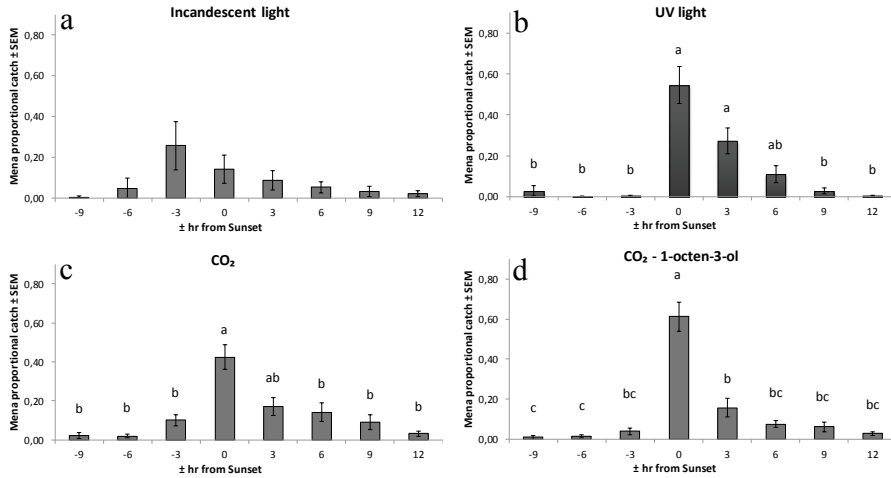 a
Incandescent light
Mena proportional catch ± SEM
0,80
0,60
0,40
0,20
0,00
-9 -6 -3 0 3 6 9 12
± hr from Sunset
b
UV light
Mena proportional catch ± SEM
0,80
0,60
0,40
0,20
0,00
b b b a a ab b b
-9 -6 -3 0 3 6 9 12
± hr from Sunset
c
CO₂
Mena proportional catch ± SEM
0,80
0,60
0,40
0,20
0,00
b b b a ab b b b
-9 -6 -3 0 3 6 9 12
± hr from Sunset
d
CO₂ - 1-octen-3-ol
Mena proportional catch ± SEM
0,80
0,60
0,40
0,20
0,00
c c bc a b bc bc bc
-9 -6 -3 0 3 6 9 12
± hr from Sunset